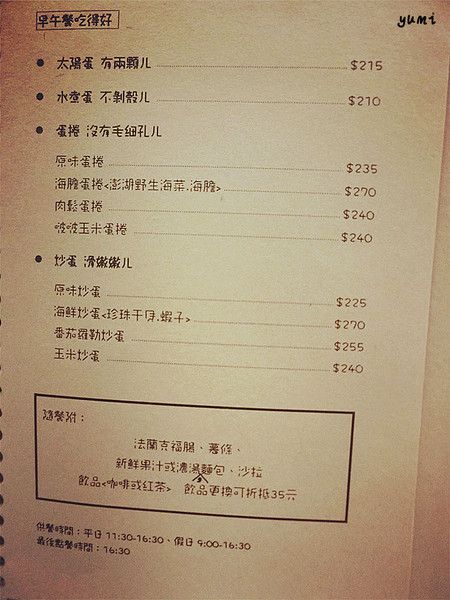 早午餐吃得好
yumi
太陽蛋 有兩顆ㄦ $215
水煮蛋 不剝殼ㄦ $210
蛋捲 沒有毛細孔ㄦ
原味蛋捲 $235
海膽蛋捲<澎湖野生海菜.海膽> $270
肉鬆蛋捲 $240
啵啵玉米蛋捲 $240
炒蛋 滑嫩嫩ㄦ
原味炒蛋 $225
海鮮炒蛋<珍珠干貝.蝦子> $270
番茄羅勒炒蛋 $255
玉米炒蛋 $240
隨餐附：
法蘭克福腸、薯條、
新鮮果汁或濃湯麵包、沙拉
飲品<咖啡或紅茶> 飲品更換可折抵35元
供餐時間：平日 11:30-16:30、假日 9:00-16:30
最後點餐時間：16:30